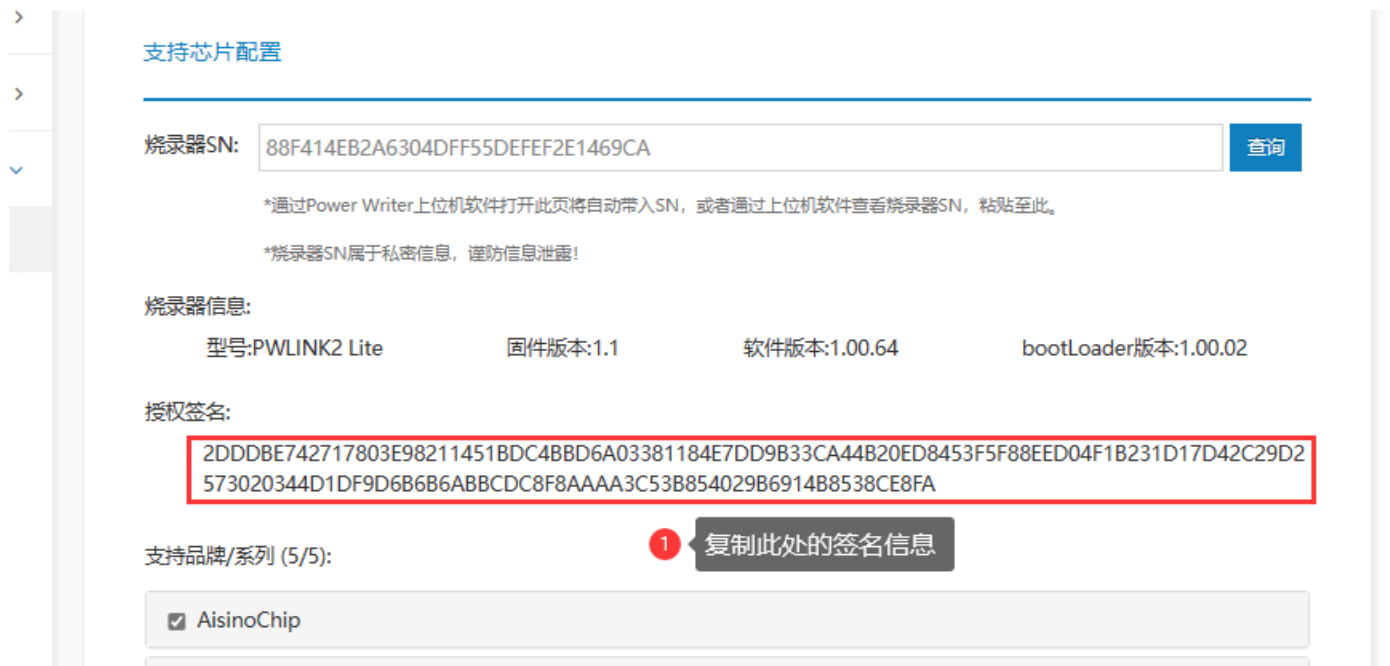 支持芯片配置
烧录器SN: 88F414EB2A6304DFF55DEFEF2E1469CA 查询
*通过Power Writer上位机软件打开此页将自动带入SN，或者通过上位机软件查看烧录器SN，粘贴至此。
*烧录器SN属于私密信息，谨防信息泄露!
烧录器信息:
型号:PWLINK2 Lite 固件版本:1.1 软件版本:1.00.64 bootLoader版本:1.00.02
授权签名:
2DDDBE742717803E98211451BDC4BBD6A03381184E7DD9B33CA44B20ED8453F5F88EED04F1B231D17D42C29D2
573020344D1DF9D6B6B6ABBCDC8F8AAAA3C53B854029B6914B8538CE8FA
1 复制此处的签名信息
支持品牌/系列 (5/5):
AisinoChip